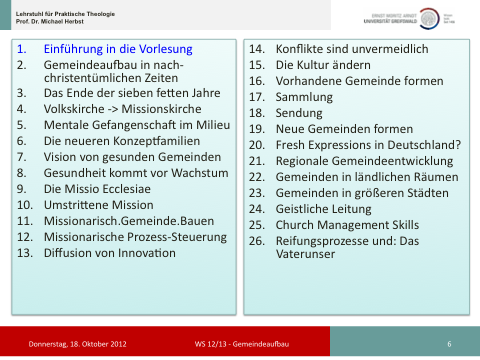 Lehrstuhl für Praktische Theologie
Prof. Dr. Michael Herbst
ERNST MORITZ ARNDT
UNIVERSITÄT GREIFSWALD
1. Einführung in die Vorlesung
2. Gemeindeaufbau in nach-
christentümlichen Zeiten
3. Das Ende der sieben fetten Jahre
4. Volkskirche -> Missionskirche
5. Mentale Gefangenschaft im Milieu
6. Die neueren Konzeptfamilien
7. Vision von gesunden Gemeinden
8. Gesundheit kommt vor Wachstum
9. Die Missio Ecclesiae
10. Umstrittene Mission
11. Missionarisch.Gemeinde.Bauen
12. Missionarische Prozess-Steuerung
13. Diffusion von Innovation
14. Konflikte sind unvermeidlich
15. Die Kultur ändern
16. Vorhandene Gemeinde formen
17. Sammlung
18. Sendung
19. Neue Gemeinden formen
20. Fresh Expressions in Deutschland?
21. Regionale Gemeindeentwicklung
22. Gemeinden in ländlichen Räumen
23. Gemeinden in größeren Städten
24. Geistliche Leitung
25. Church Management Skills
26. Reifungsprozesse und: Das
Vaterunser
Donnerstag, 18. Oktober 2012
WS 12/13 - Gemeindeaufbau
6